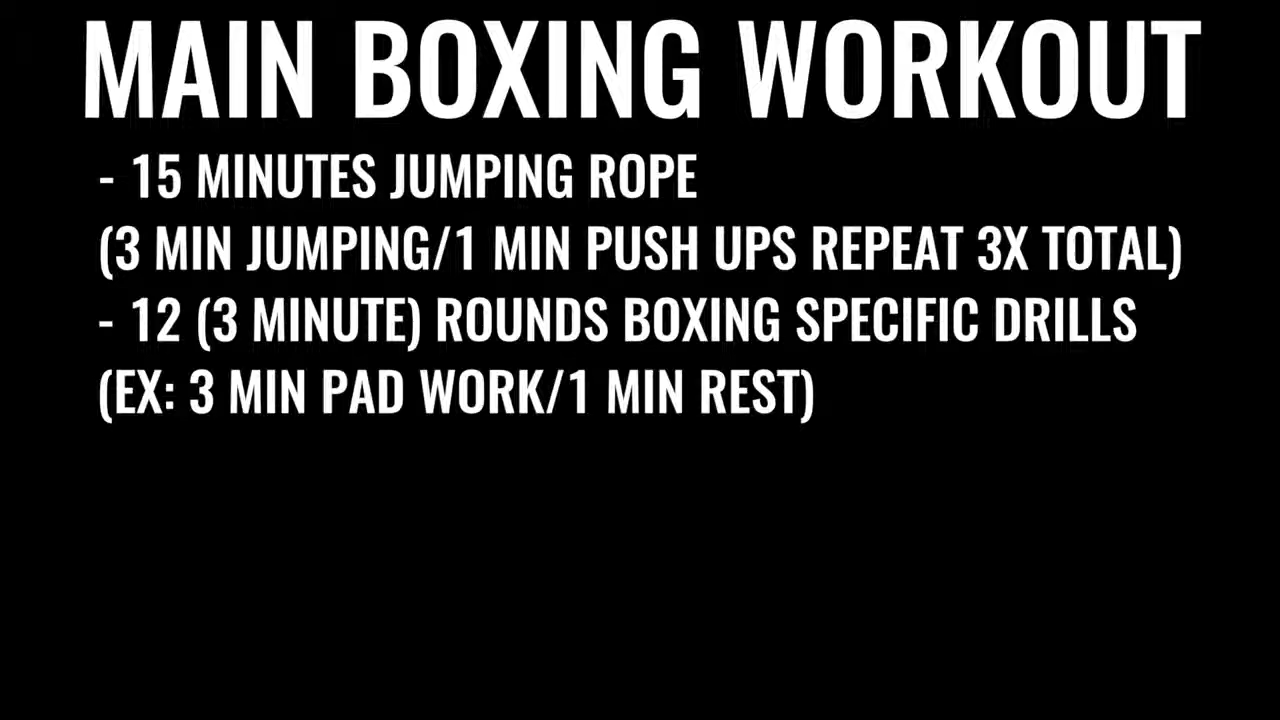 MAIN BOXING WORKOUT
- 15 MINUTES JUMPING ROPE
(3 MIN JUMPING/1 MIN PUSH UPS REPEAT 3X TOTAL)
- 12 (3 MINUTE) ROUNDS BOXING SPECIFIC DRILLS
(EX: 3 MIN PAD WORK/1 MIN REST)